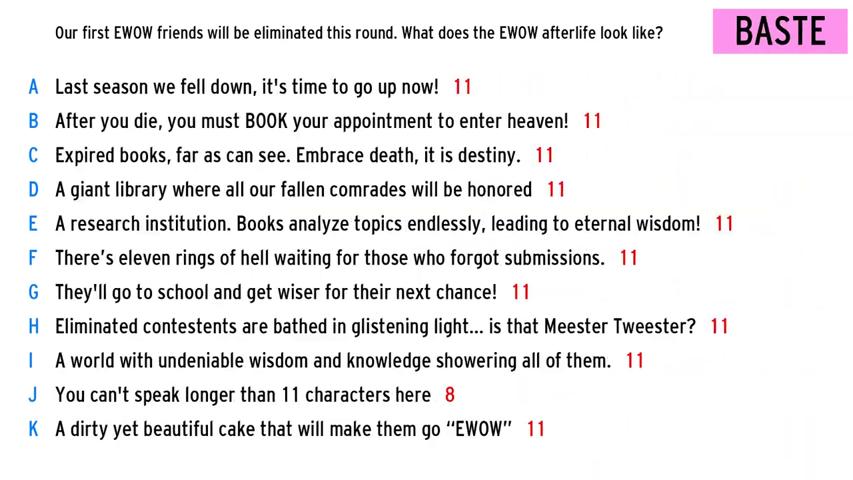 Our first EWOW friends will be eliminated this round. What does the EWOW afterlife look like?
BASTE
A Last season we fell down, it's time to go up now! 11
B After you die, you must BOOK your appointment to enter heaven! 11
C Expired books, far as can see. Embrace death, it is destiny. 11
D A giant library where all our fallen comrades will be honored 11
E A research institution. Books analyze topics endlessly, leading to eternal wisdom! 11
F There’s eleven rings of hell waiting for those who forgot submissions. 11
G They'll go to school and get wiser for their next chance! 11
H Eliminated contestents are bathed in glistening light... is that Meester Tweester? 11
I A world with undeniable wisdom and knowledge showering all of them. 11
J You can't speak longer than 11 characters here 8
K A dirty yet beautiful cake that will make them go “EWOW” 11